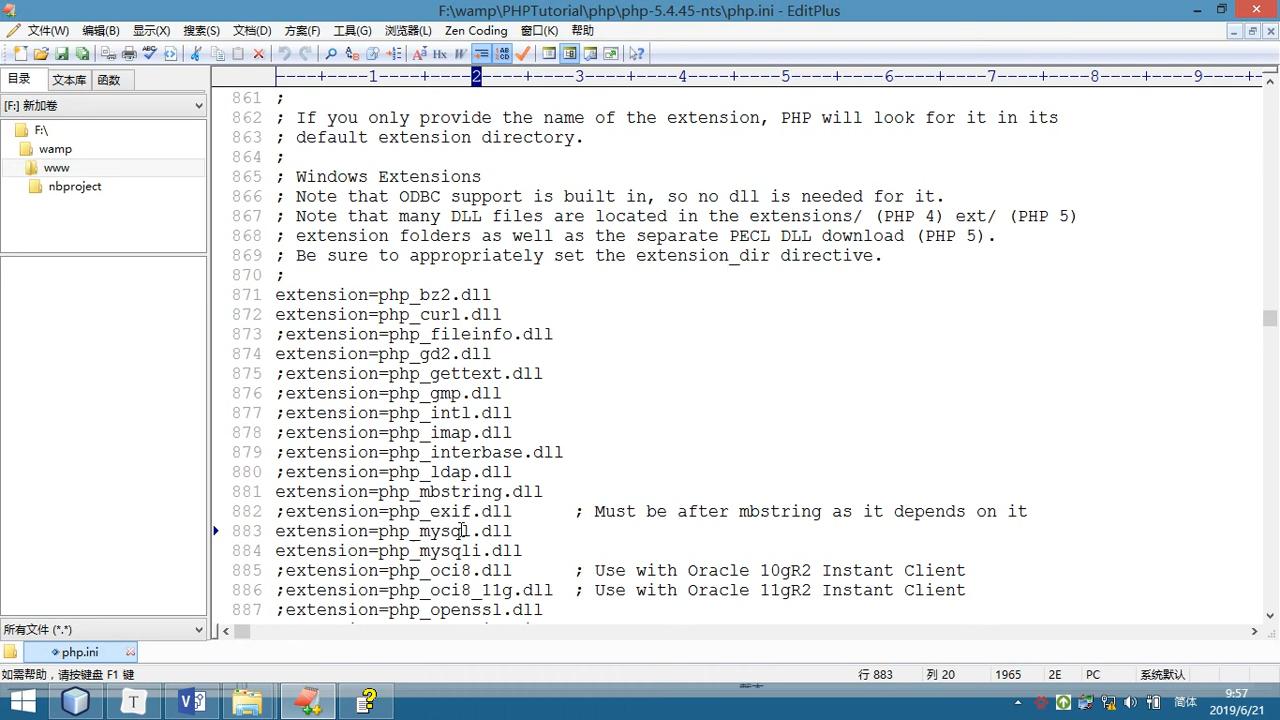 F:\wamp\PHPTutorial\php\php-5.4.45-nts\php.ini - EditPlus
文件(W) 编辑(B) 显示(X) 搜索(S) 文档(D) 方案(F) 工具(G) 浏览器(L) Zen Coding 窗口(K) 帮助
目录 文本库 函数
----+----1----+----2----+----3----+----4----+----5----+----6----+----7----+----8----+----9----+-
[F:] 新加卷
F:\
wamp
www
nbproject
861 ;
862 ; If you only provide the name of the extension, PHP will look for it in its
863 ; default extension directory.
864 ;
865 ; Windows Extensions
866 ; Note that ODBC support is built in, so no dll is needed for it.
867 ; Note that many DLL files are located in the extensions/ (PHP 4) ext/ (PHP 5)
868 ; extension folders as well as the separate PECL DLL download (PHP 5).
869 ; Be sure to appropriately set the extension_dir directive.
870 ;
871 extension=php_bz2.dll
872 extension=php_curl.dll
873 ;extension=php_fileinfo.dll
874 extension=php_gd2.dll
875 ;extension=php_gettext.dll
876 ;extension=php_gmp.dll
877 ;extension=php_intl.dll
878 ;extension=php_imap.dll
879 ;extension=php_interbase.dll
880 ;extension=php_ldap.dll
881 extension=php_mbstring.dll
882 ;extension=php_exif.dll ; Must be after mbstring as it depends on it
883 extension=php_mysql.dll
884 extension=php_mysqli.dll
885 ;extension=php_oci8.dll ; Use with Oracle 10gR2 Instant Client
886 ;extension=php_oci8_11g.dll ; Use with Oracle 11gR2 Instant Client
887 ;extension=php_openssl.dll
所有文件 (*.*)
php.ini
如需帮助，请按键盘 F1 键 行 883 列 20 1965 2E PC 系统默认
简体
9:57
2019/6/21